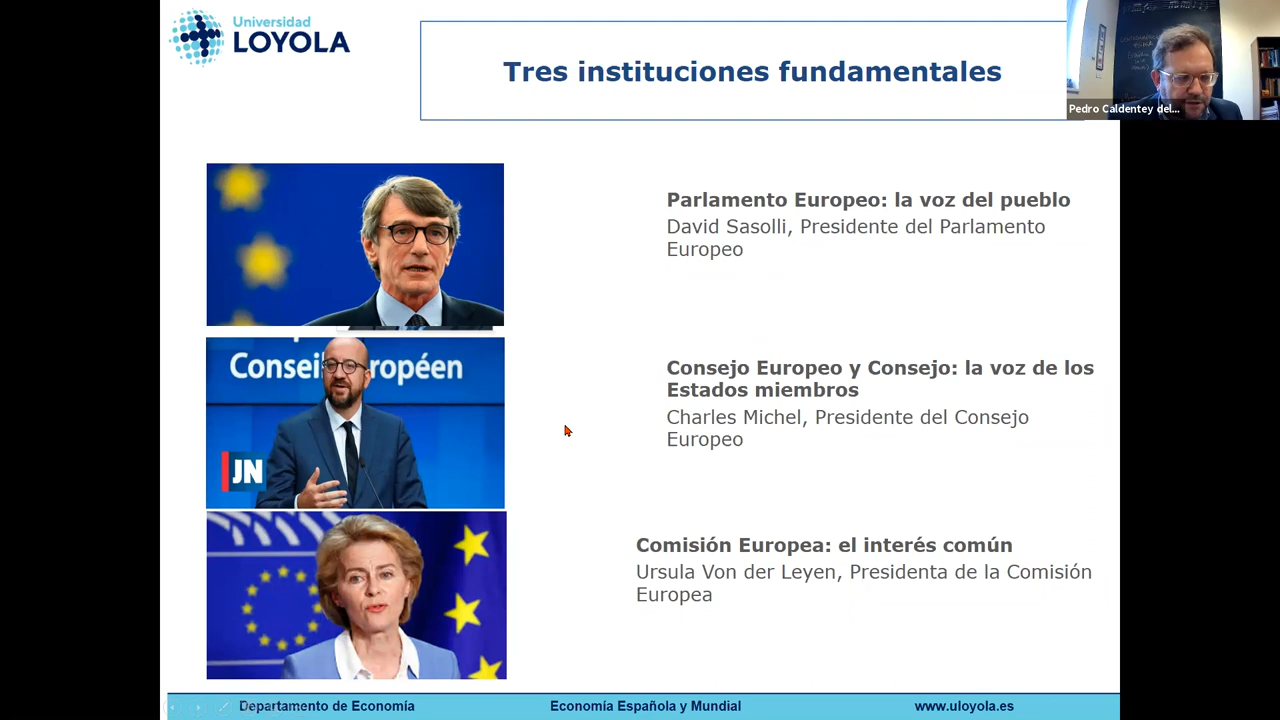 Universidad
LOYOLA
Tres instituciones fundamentales
Pedro Caldentey del...
Parlamento Europeo: la voz del pueblo
David Sasolli, Presidente del Parlamento
Europeo
Conseil européen
JN
Consejo Europeo y Consejo: la voz de los
Estados miembros
Charles Michel, Presidente del Consejo
Europeo
Comisión Europea: el interés común
Ursula Von der Leyen, Presidenta de la Comisión
Europea
Departamento de Economía
Economía Española y Mundial
www.uloyola.es